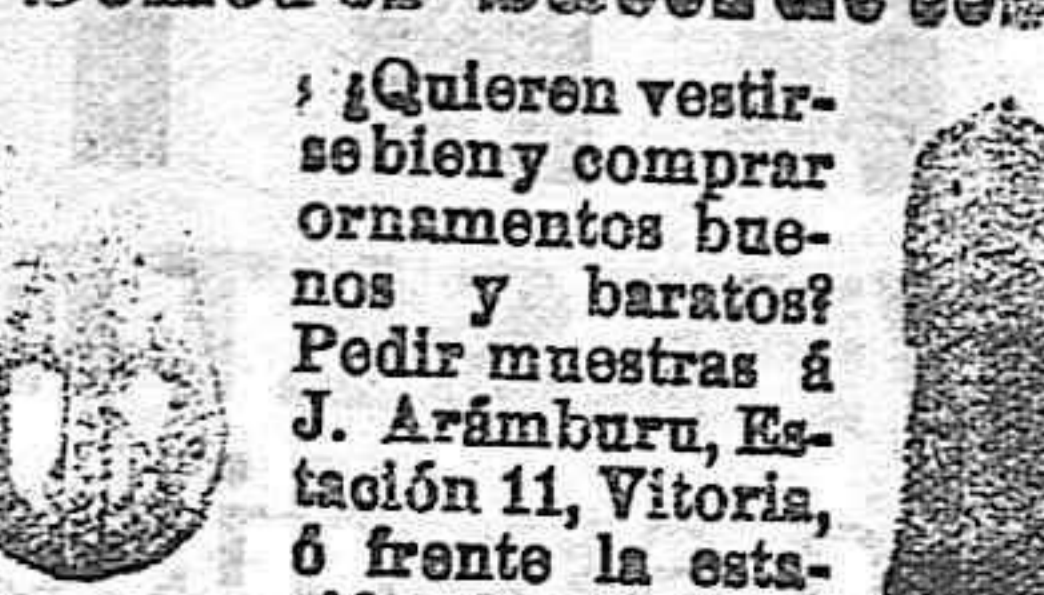 ¿Quieren vestir-
se bien y comprar
ornamentos bue-
nos y baratos?
Pedir muestras á
J. Arámburu, Es-
tación 11, Vitoria,
ó frente la esta-